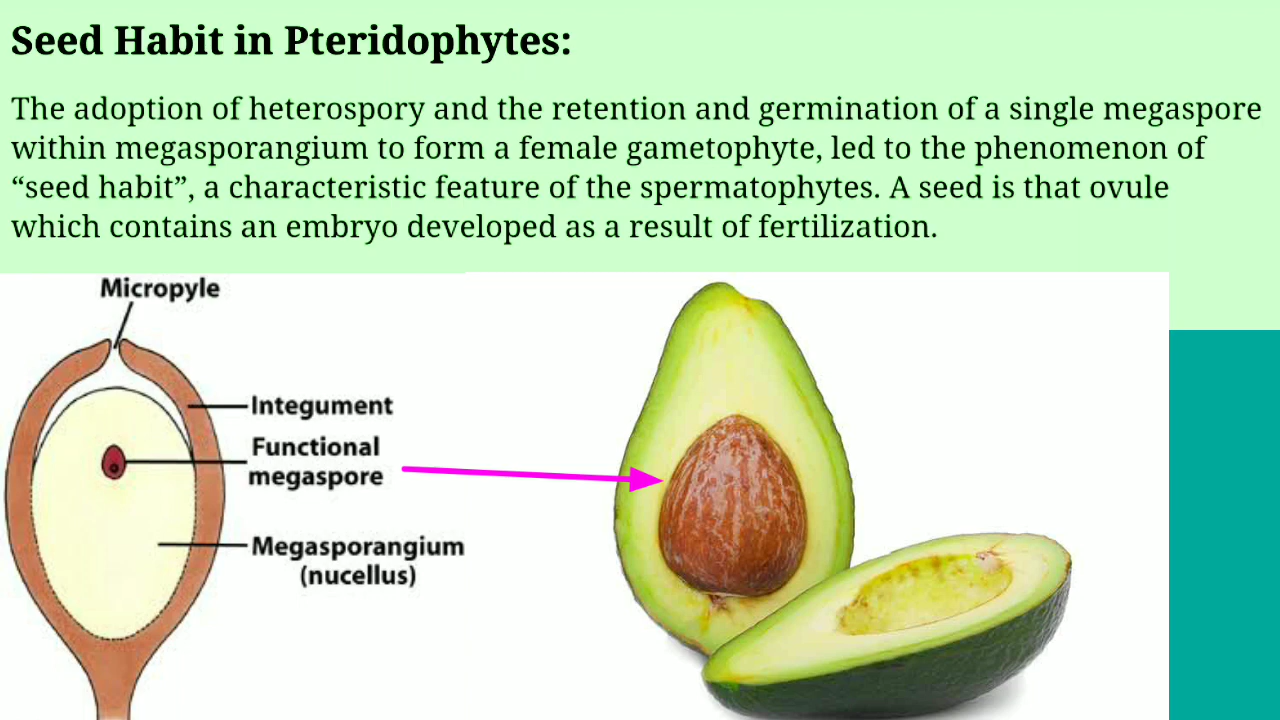 Seed Habit in Pteridophytes:
The adoption of heterospory and the retention and germination of a single megaspore
within megasporangium to form a female gametophyte, led to the phenomenon of
“seed habit”, a characteristic feature of the spermatophytes. A seed is that ovule
which contains an embryo developed as a result of fertilization.
Micropyle
Integument
Functional
megaspore
Megasporangium
(nucellus)